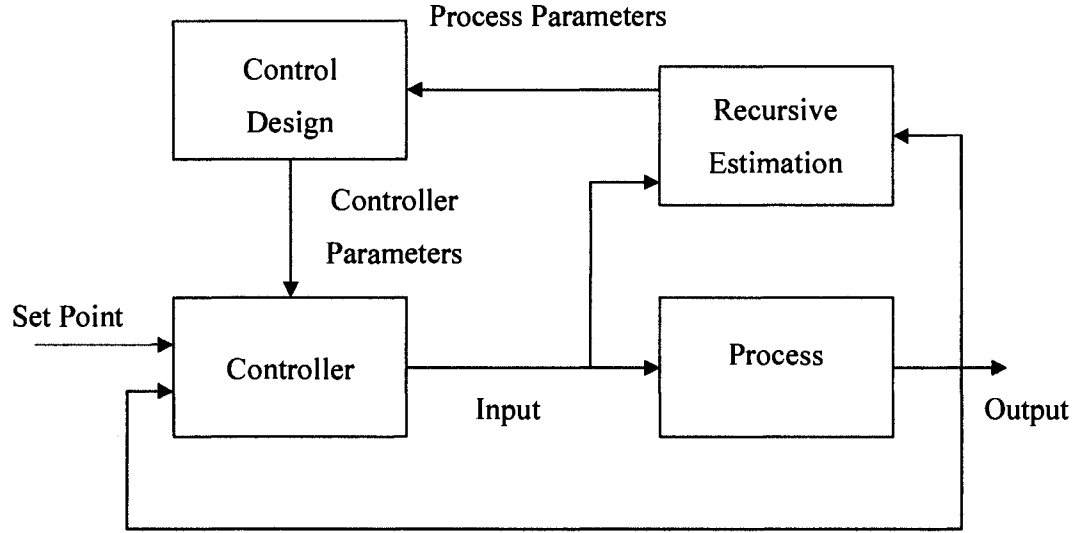 Process Parameters
Control
Design
Recursive
Estimation
Controller
Parameters
Set Point
Controller
Process
Input
Output